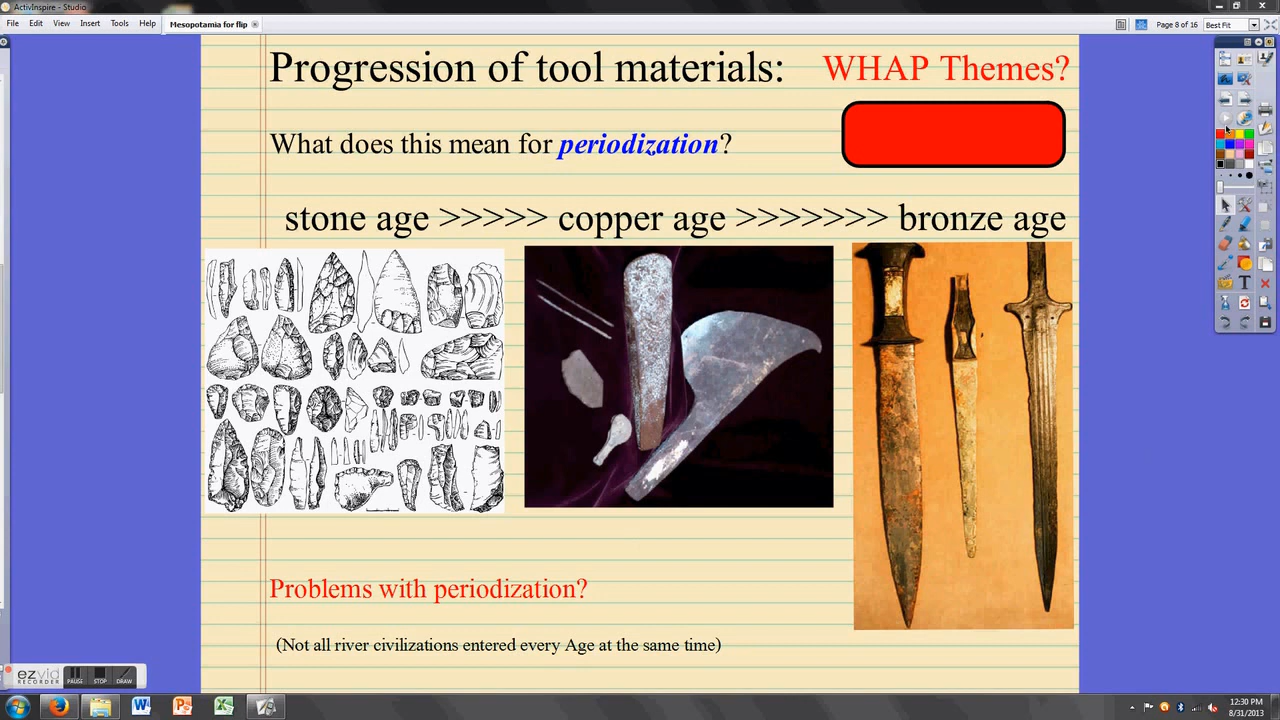 ActivInspire - Studio
File Edit View Insert Tools Help Mesopotamia for flip Page 8 of 16 Best Fit
Progression of tool materials: WHAP Themes?
What does this mean for periodization?
stone age >>>>> copper age >>>>>>> bronze age
Problems with periodization?
(Not all river civilizations entered every Age at the same time)
ezvid
RECORDER
PAUSE STOP DRAW
12:30 PM
8/31/2013